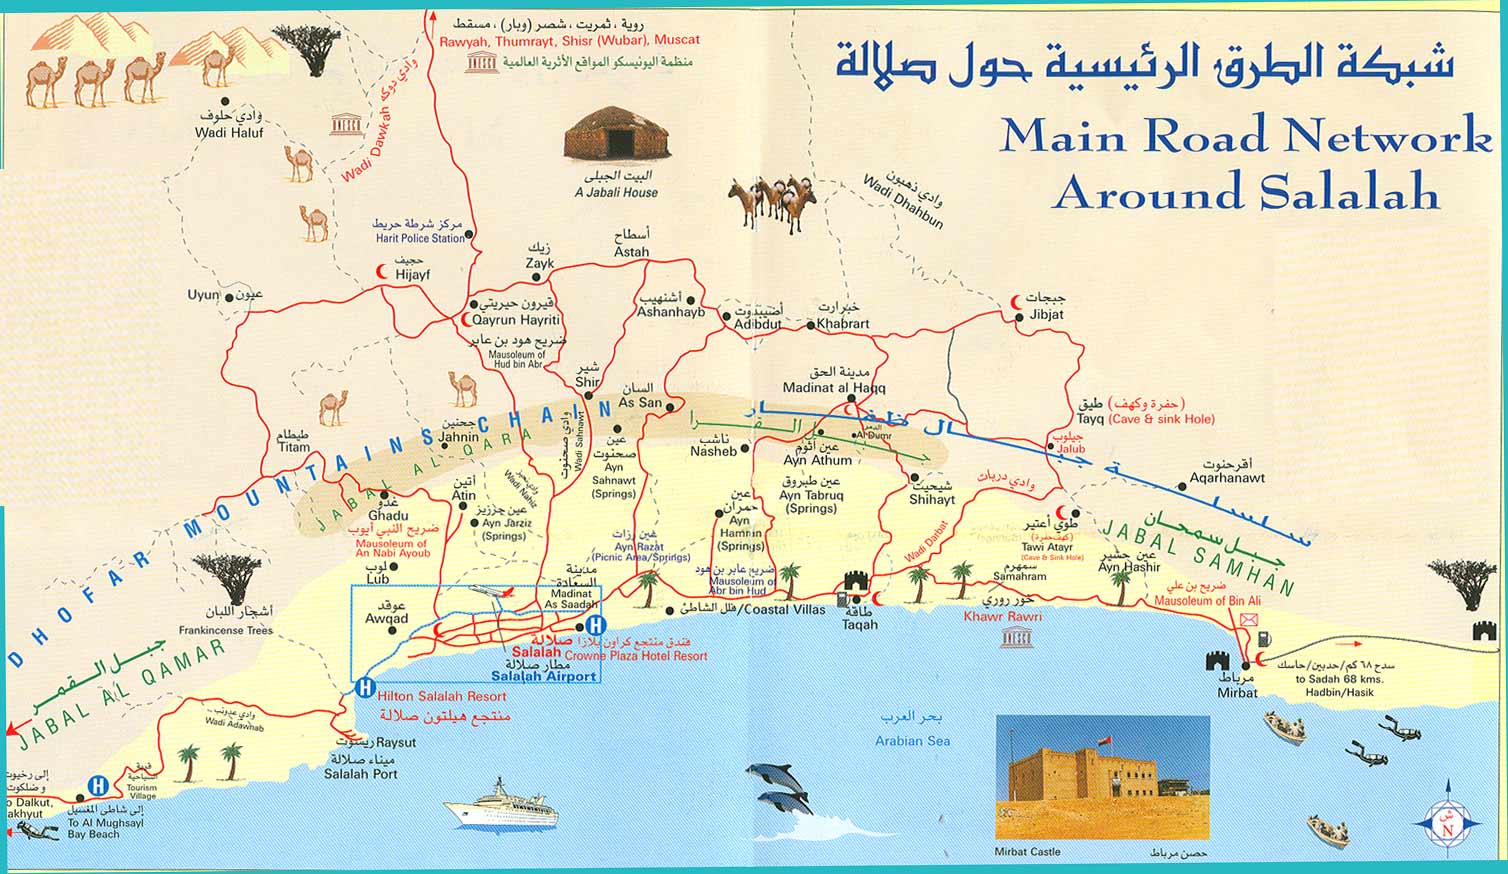 شبكة الطرق الرئيسية حول صلالة
Main Road Network
Around Salalah
روية ، ثمريت ، شصر (وبار) ، مسقط
Rawyah, Thumrayt, Shisr (Wubar), Muscat
منظمة اليونيسكو المواقع الأثرية العالمية
UNESCO
وادي دوكه
Wadi Dawkah
وادي حلوف
Wadi Haluf
UNESCO
البيت الجبلى
A Jabali House
وادي ذهبون
Wadi Dhahbun
مركز شرطة حريط
Harit Police Station
حجيف
Hijayf
زيك
Zayk
أسطاح
Astah
Uyun
عيون
قيرون حيريتي
Qayrun Hayriti
ضريح هود بن عابر
Mausoleum of
Hud bin Abr
أشنهيب
Ashanhayb
أضيبدوت
Adibdut
خبرارت
Khabrart
جبجات
Jibjat
شير
Shir
السان
As San
مدينة الحق
Madinat al Haqq
طيق (حفرة وكهف)
Tayq (Cave & sink Hole)
DHOFAR MOUNTAINS CHAIN
سلسلة جبال ظفار
JABAL AL-QARA
جبل القرا
طيطام
Titam
جحنين
Jahnin
وادي صحنوت
Wadi Sahnawt
عين
صحنوت
Ayn
Sahnawt
(Springs)
ناشب
Nasheb
عين أثوم
Ayn Athum
Al Dumr
جيلوب
Jalub
أقرحنوت
Aqarhanawt
غدو
Ghadu
ضريح النبي أيوب
Mausoleum of
An Nabi Ayoub
أتين
Atin
عين جرزيز
Ayn Jarziz
(Springs)
Wadi Nahiz
عين
حمران
Ayn
Hamran
(Springs)
عين طبروق
Ayn Tabruq
(Springs)
شيحيت
Shihayt
وادي دربات
Wadi Darbat
طوي أعتير
Tawi Atayr
(Cave & Sink Hole)
جبل سمحان
JABAL SAMHAN
عين حشير
Ayn Hashir
لوب
Lub
عين رزات
Ayn Razat
(Picnic Area/Springs)
ضريح عابر بن هود
Mausoleum of
Abr bin Hud
سمهرم
Samahram
خور روري
Khawr Rawri
UNESCO
ضريح بن علي
Mausoleum of Bin Ali
أشجار اللبان
Frankincense Trees
عوقد
Awqad
مدينة
السعادة
Madinat
As Saadah
فلل الشاطئ/Coastal Villas
طاقة
Taqah
صلالة
Salalah
H
فندق منتجع كراون بلازا
Crowne Plaza Hotel Resort
مطار صلالة
Salalah Airport
H
Hilton Salalah Resort
منتجع هيلتون صلالة
مرباط
Mirbat
سدح ٦٨ كم/حدبين/حاسك
to Sadah 68 kms.
Hadbin/Hasik
جبل القمر
JABAL AL QAMAR
وادي عدونب
Wadi Adawnab
ريسوت Raysut
ميناء صلالة
Salalah Port
بحر العرب
Arabian Sea
إلى رخيوت
و ضلكوت
o Dalkut,
akhyut
H
قرية
السياحية
Tourism
Village
إلى شاطئ المغسيل
To Al Mughsayl
Bay Beach
Mirbat Castle
حصن مرباط
ش
N